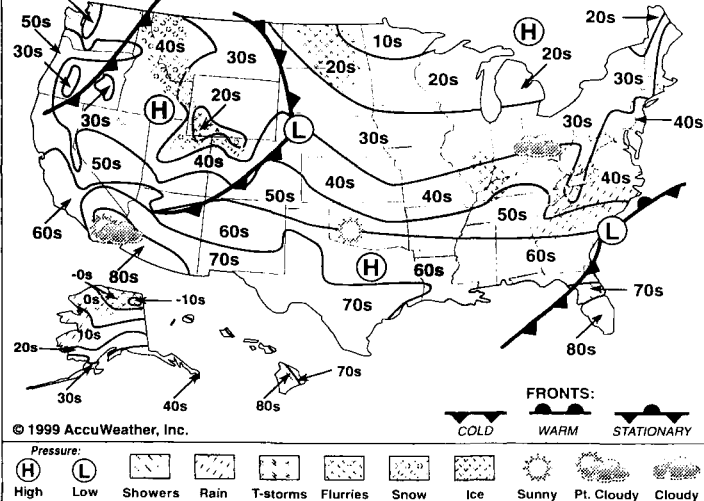 50s
20s
40s
H
10s
30s
30s
20s
20s
20s
30s
H
20s
30s
30s
30s
L
40s
40s
50s
40s
40s
40s
50s
50s
60s
60s
L
60s
70s
H
60s
80s
-0s
0s
-10s
70s
70s
10s
80s
20s
30s
40s
80s
70s
FRONTS:
© 1999 AccuWeather, Inc.
COLD WARM STATIONARY
Pressure:
H L
High Low Showers Rain T-storms Flurries Snow Ice Sunny Pt. Cloudy Cloudy